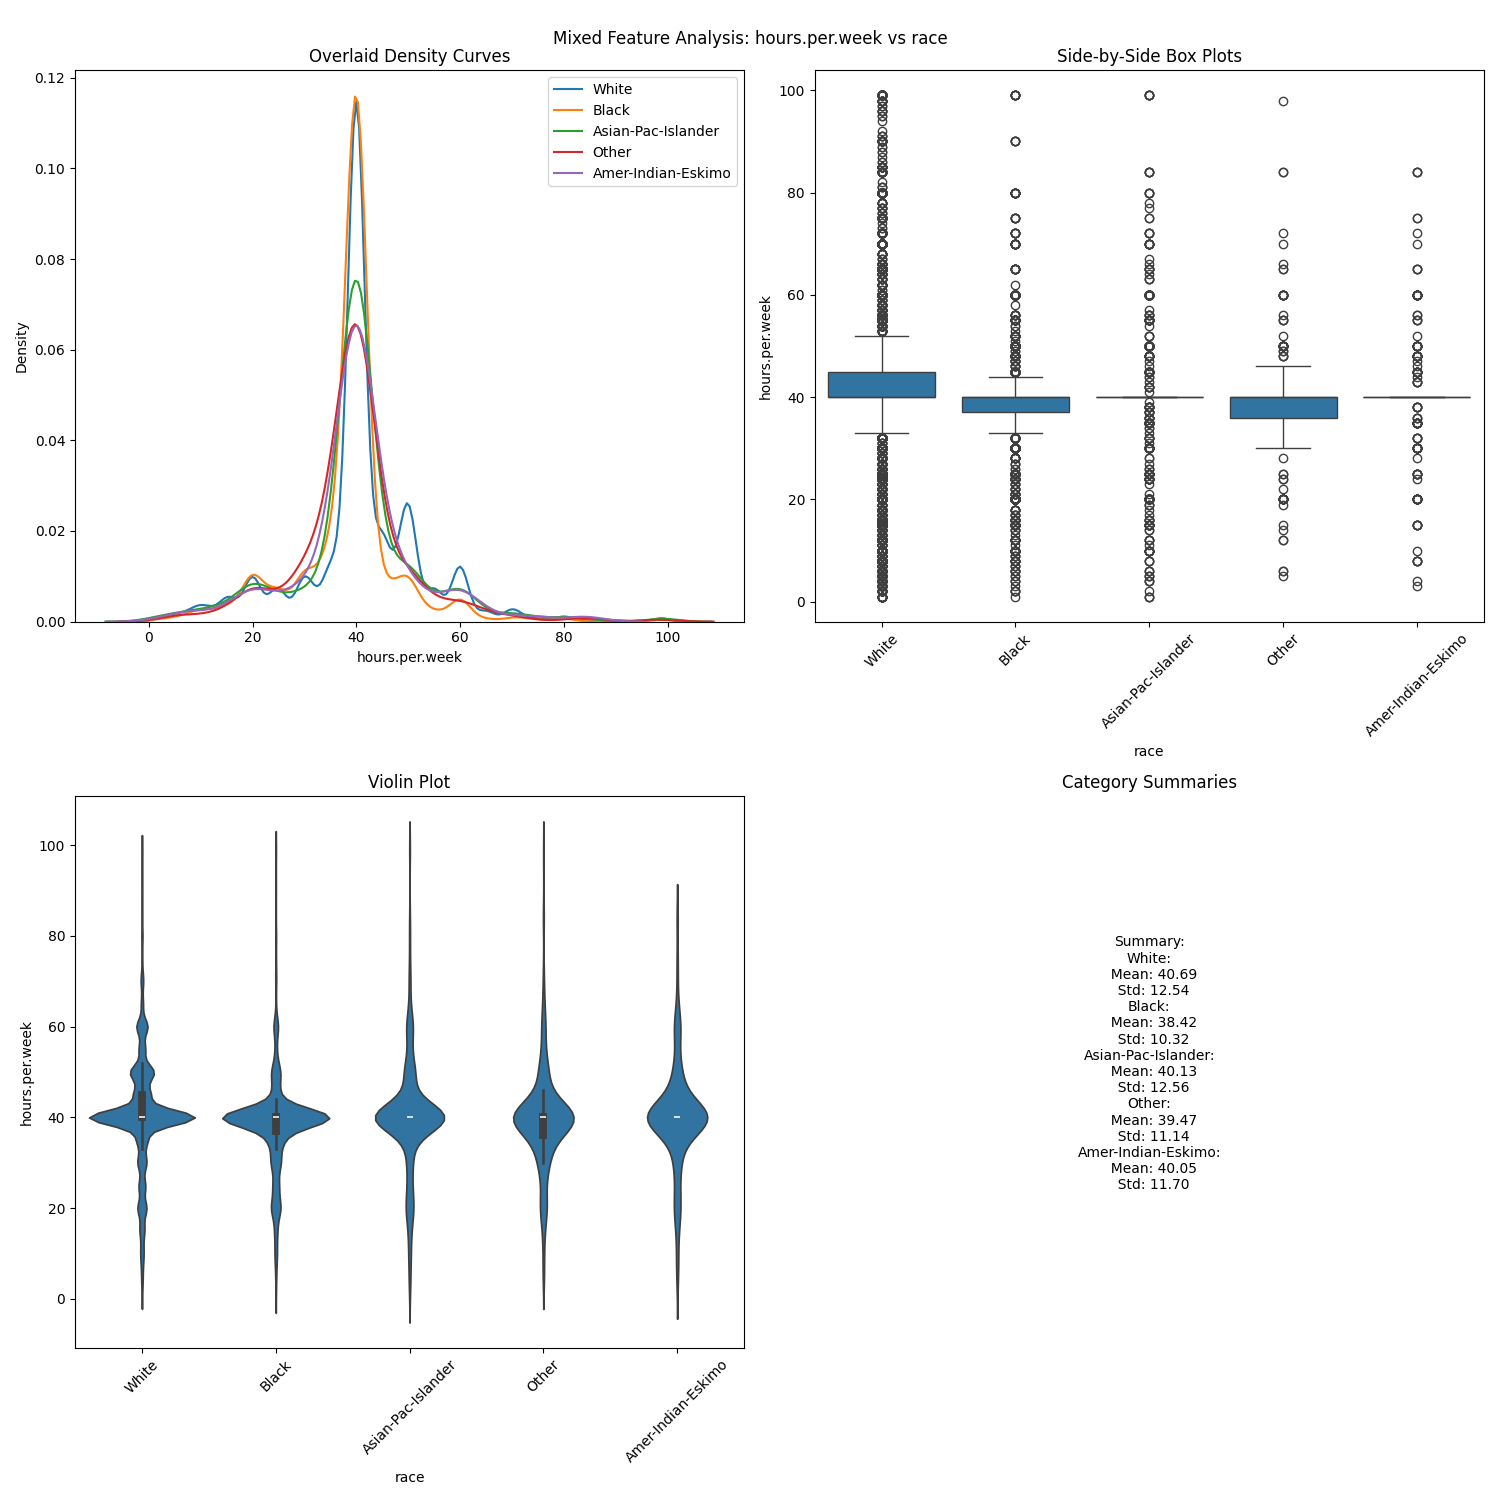 Mixed Feature Analysis: hours.per.week vs race
Overlaid Density Curves
0.12
0.10
0.08
0.06
0.04
0.02
0.00
Density
0
20
40
60
80
100
hours.per.week
White
Black
Asian-Pac-Islander
Other
Amer-Indian-Eskimo
Side-by-Side Box Plots
100
80
60
40
20
0
hours.per.week
White
Black
Asian-Pac-Islander
Other
Amer-Indian-Eskimo
race
Violin Plot
100
80
60
40
20
0
hours.per.week
White
Black
Asian-Pac-Islander
Other
Amer-Indian-Eskimo
race
Category Summaries
Summary:
White:
Mean: 40.69
Std: 12.54
Black:
Mean: 38.42
Std: 10.32
Asian-Pac-Islander:
Mean: 40.13
Std: 12.56
Other:
Mean: 39.47
Std: 11.14
Amer-Indian-Eskimo:
Mean: 40.05
Std: 11.70